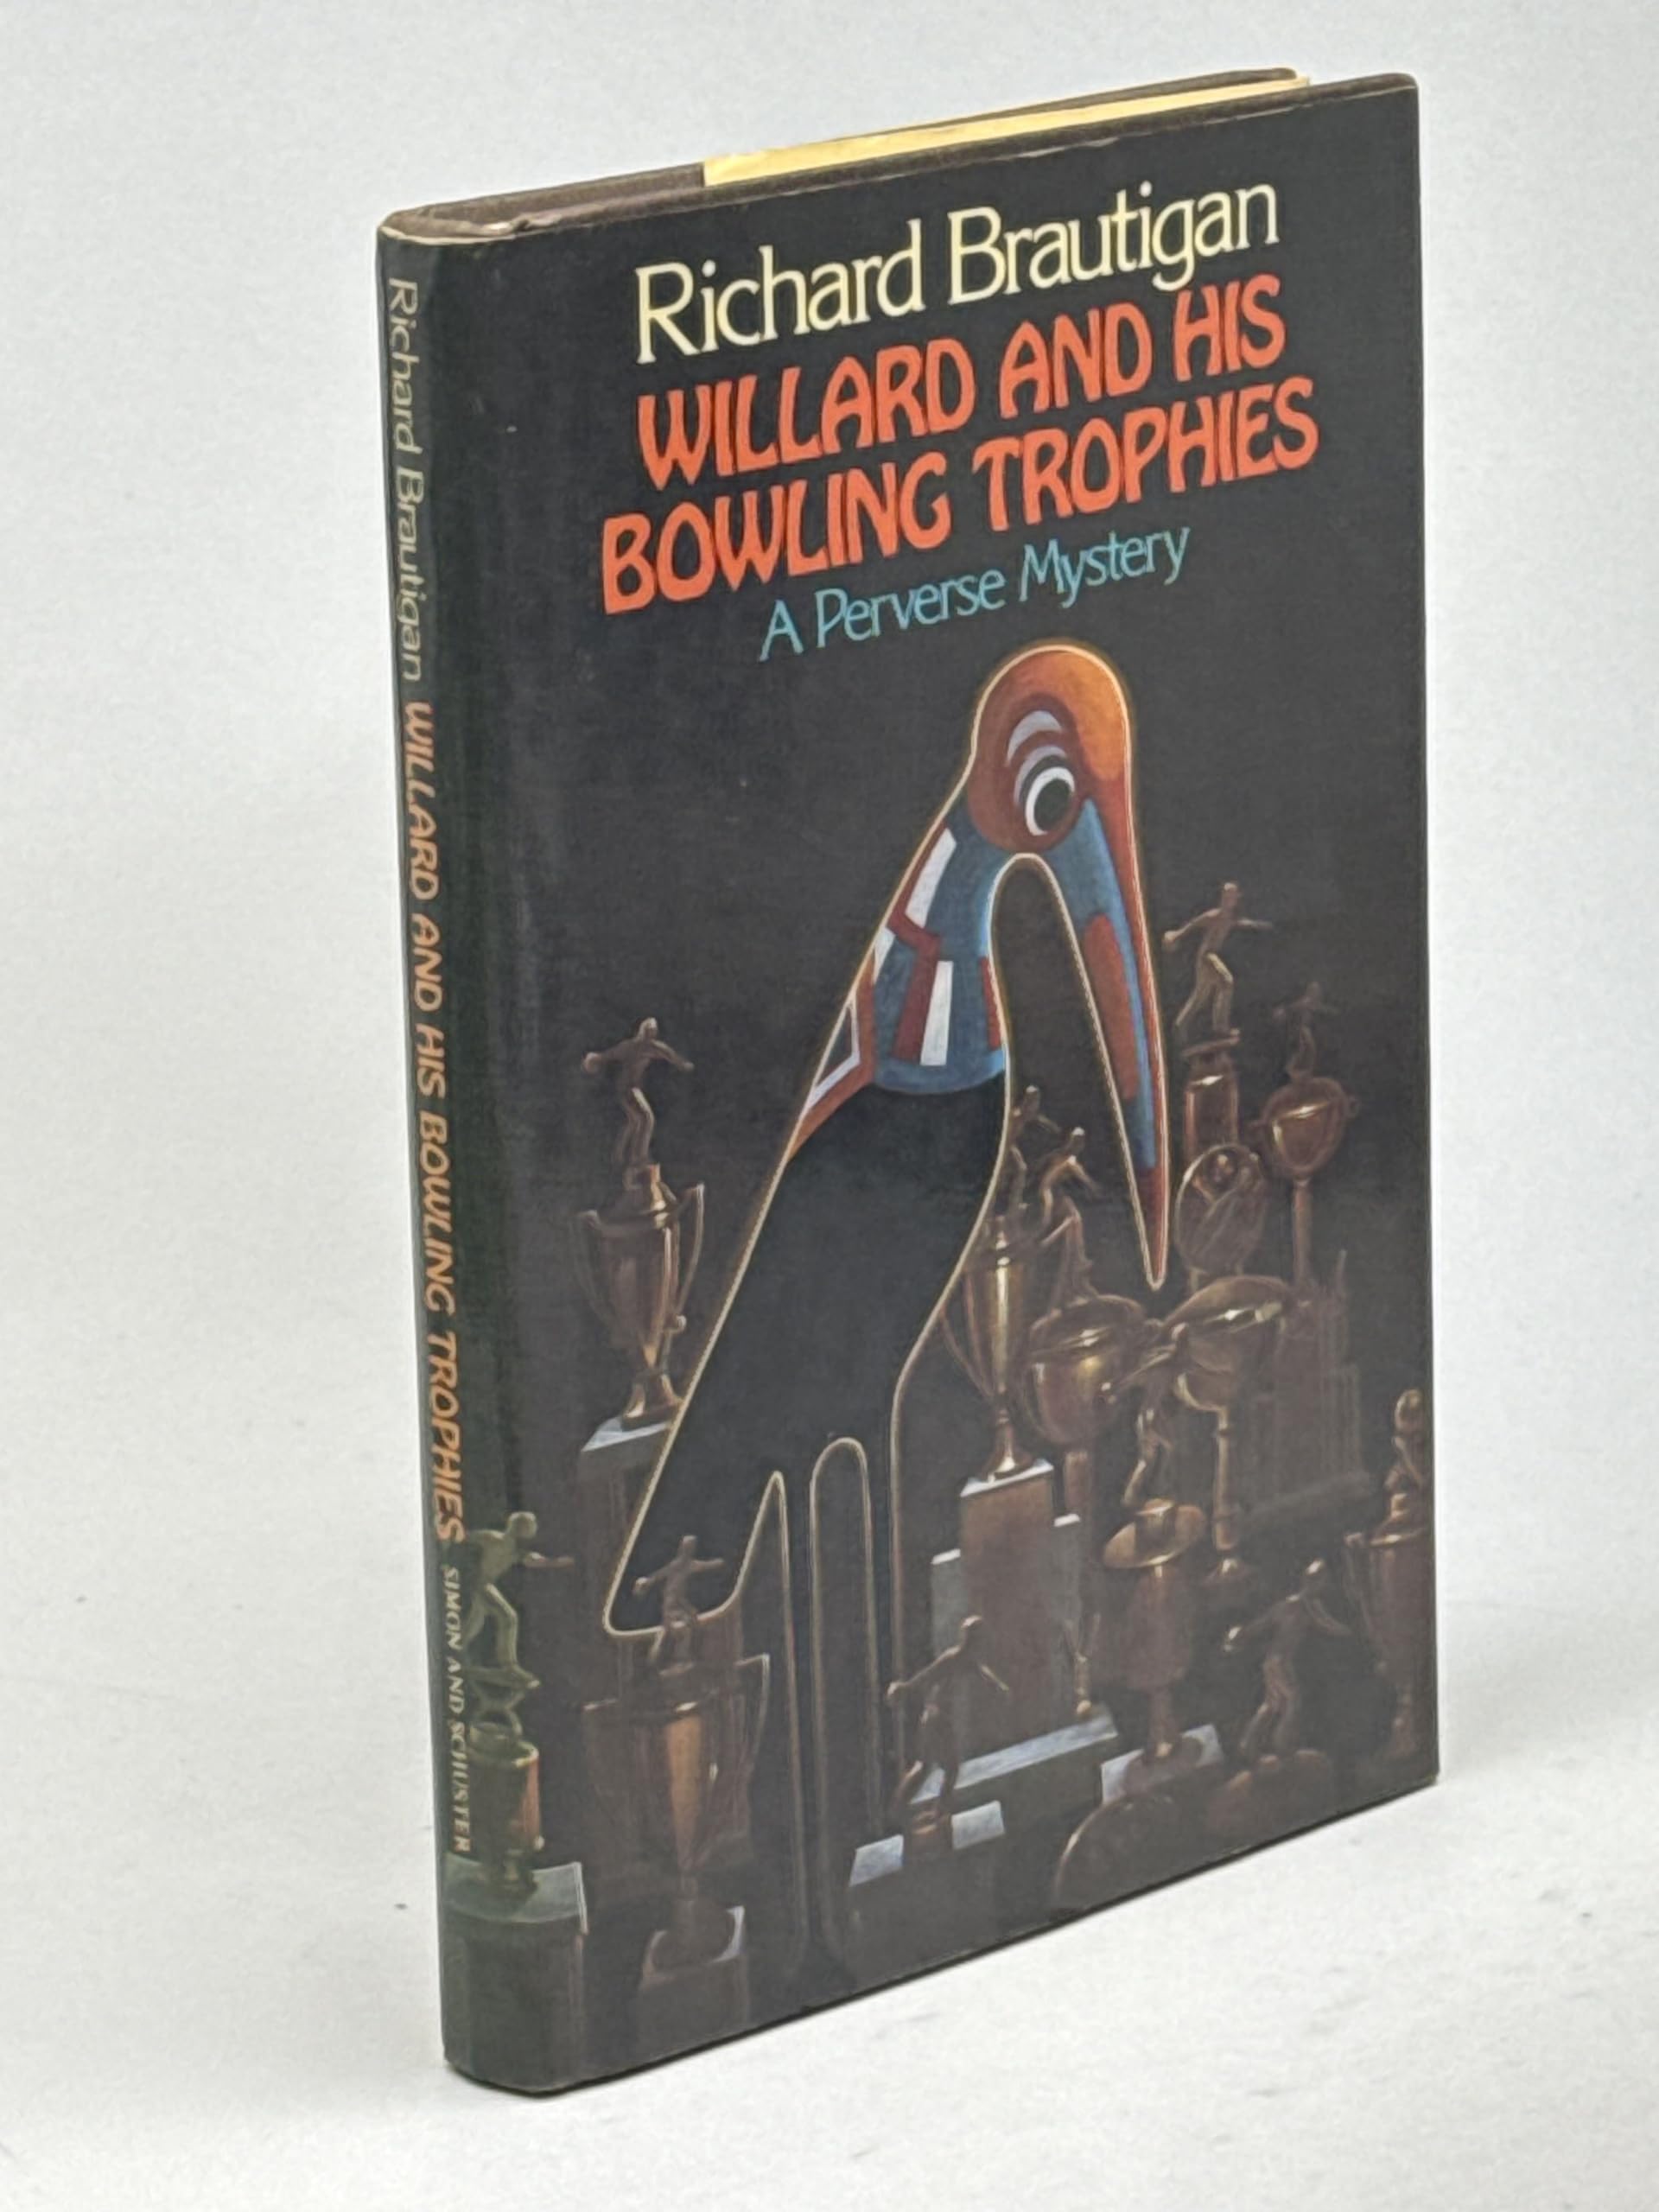 Richard Brautigan
WILLARD AND HIS
BOWLING TROPHIES
A Perverse Mystery
Richard Brautigan WILLARD AND HIS BOWLING TROPHIES SIMON AND SCHUSTER